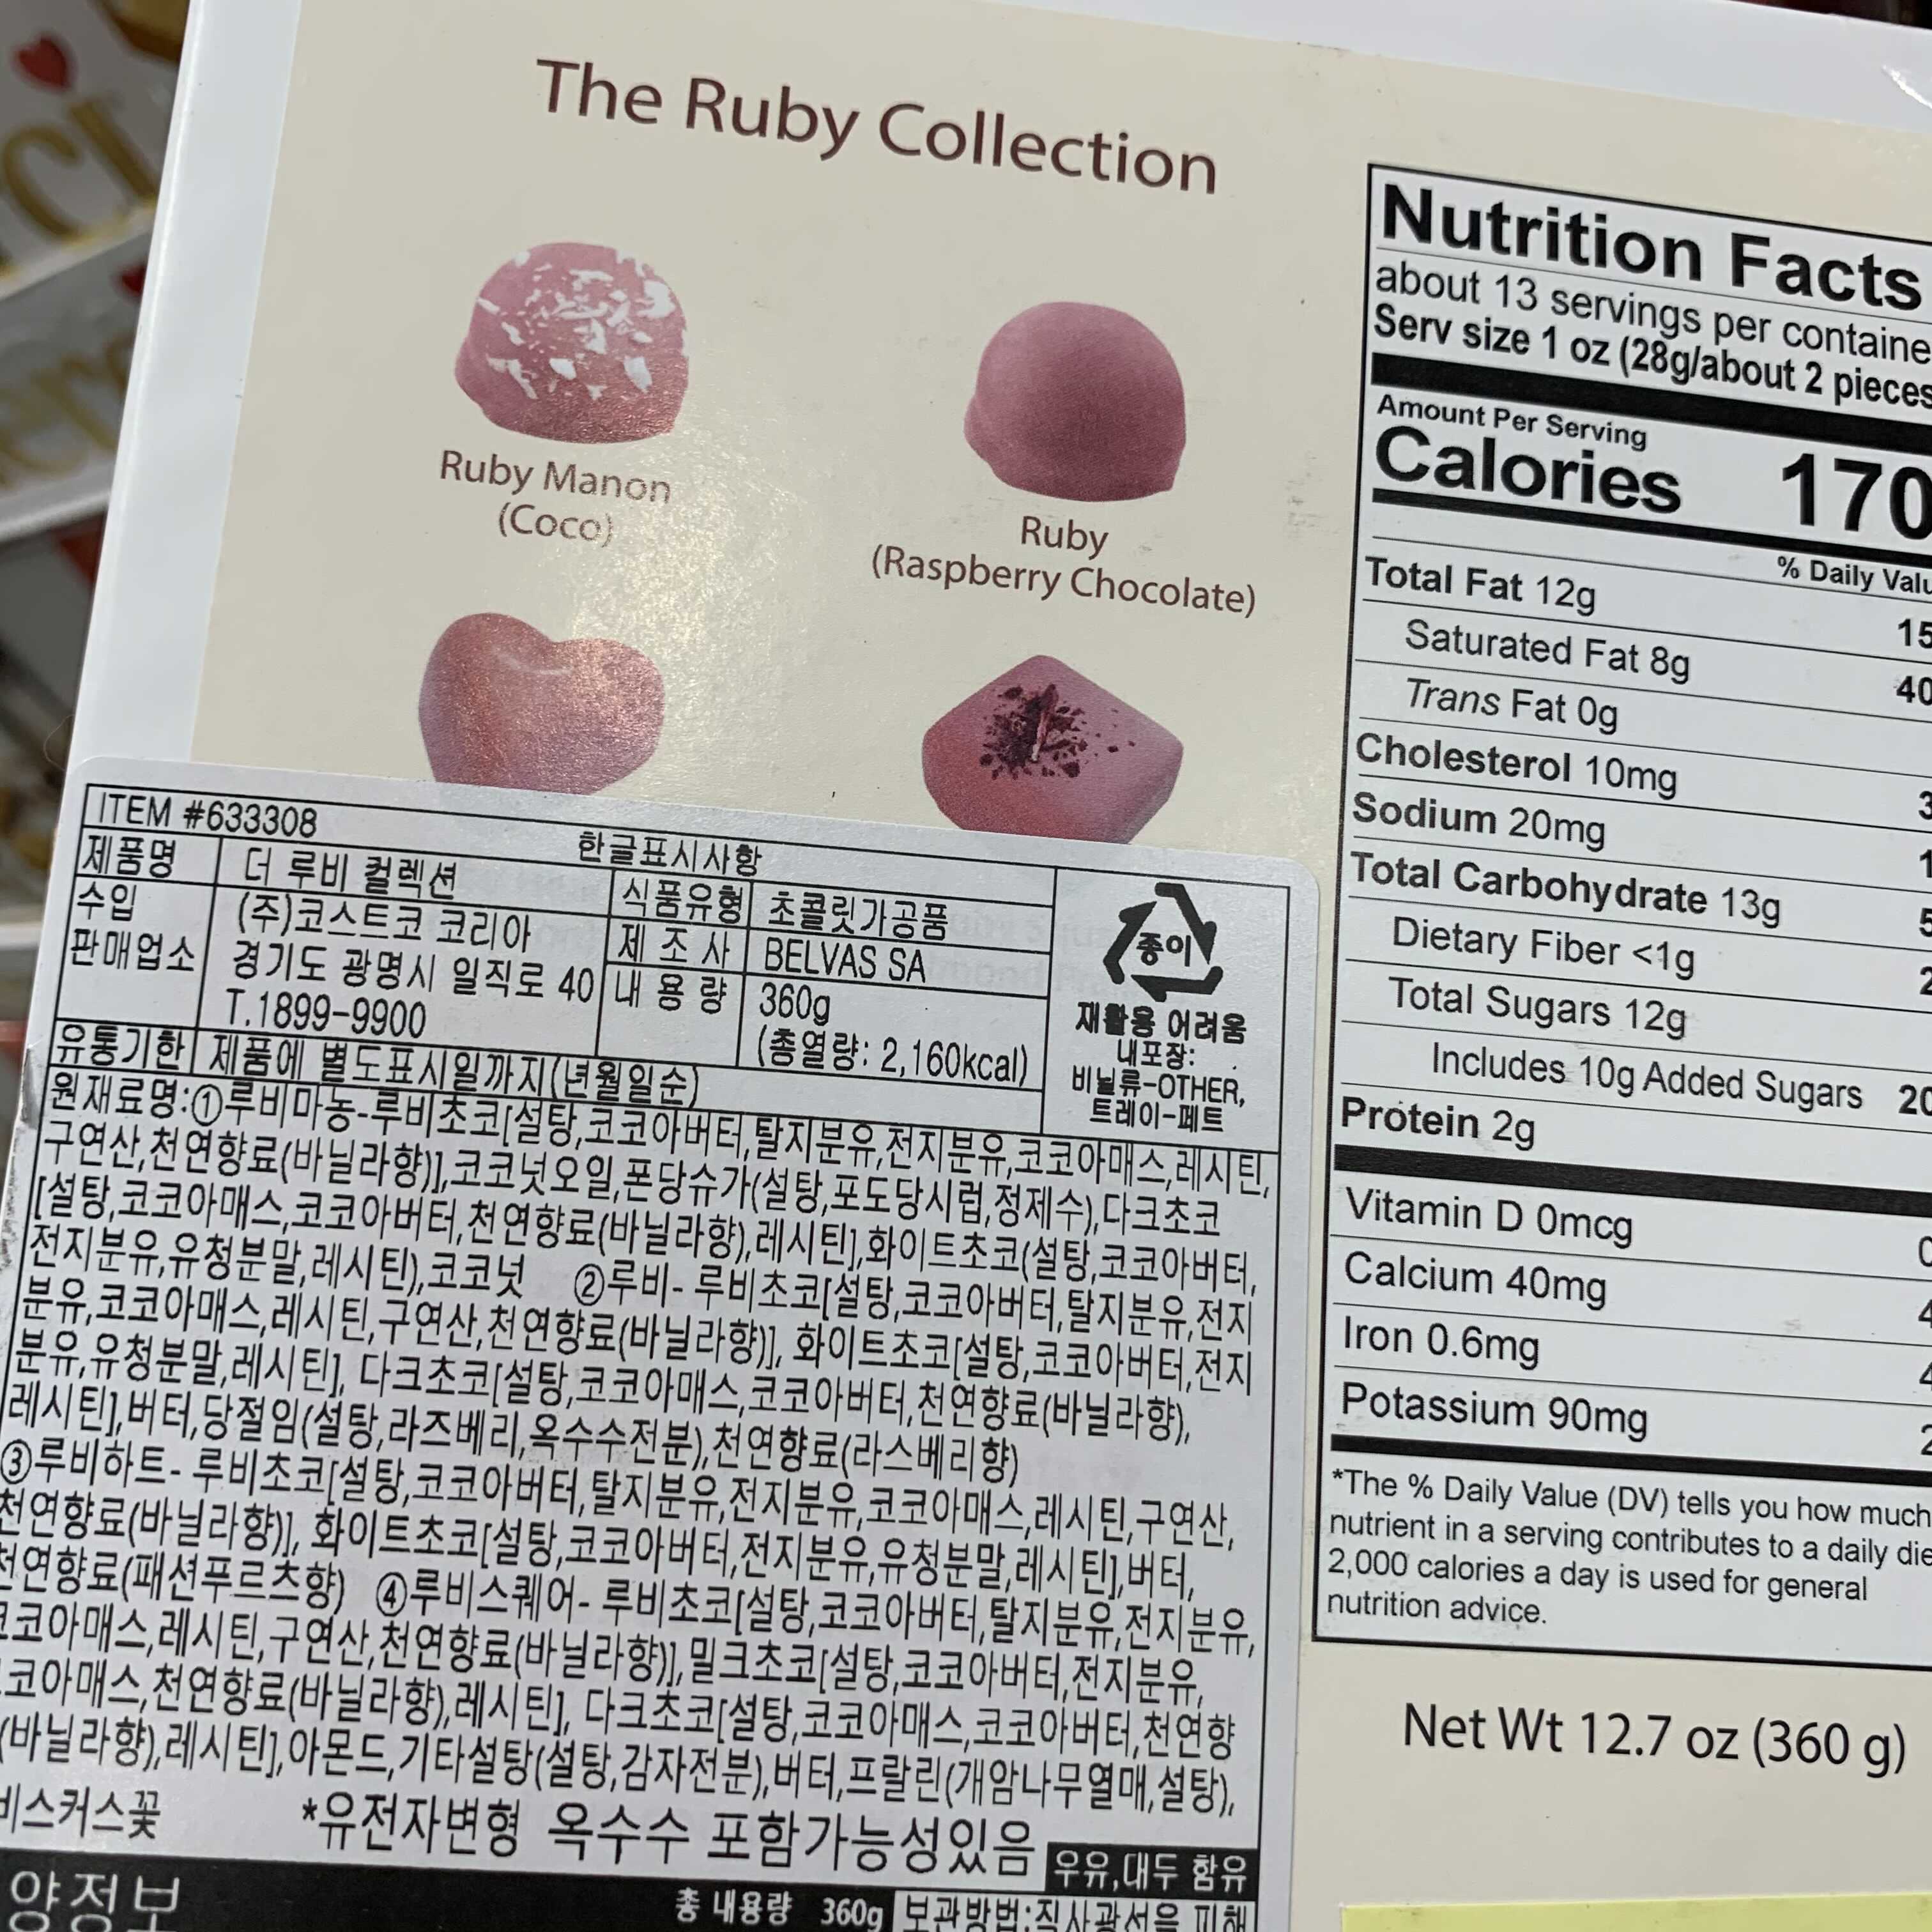 The Ruby Collection
Ruby Manon
(Coco)
Ruby
(Raspberry Chocolate)
Nutrition Facts
about 13 servings per containe
Serv size 1 oz (28g/about 2 pieces
Amount Per Serving
Calories 170
% Daily Valu
Total Fat 12g 15
Saturated Fat 8g 40
Trans Fat 0g
Cholesterol 10mg 3
Sodium 20mg 1
Total Carbohydrate 13g 5
Dietary Fiber <1g 2
Total Sugars 12g
Includes 10g Added Sugars 20
Protein 2g
Vitamin D 0mcg 0
Calcium 40mg 4
Iron 0.6mg 4
Potassium 90mg 2
*The % Daily Value (DV) tells you how much
nutrient in a serving contributes to a daily die
2,000 calories a day is used for general
nutrition advice.
Net Wt 12.7 oz (360 g)
ITEM #633308
한글표시사항
제품명 더 루비 컬렉션 식품유형 초콜릿가공품
수입 판매업소 (주)코스트코 코리아 제조사 BELVAS SA
경기도 광명시 일직로 40 내용량 360g
T.1899-9900 (총열량: 2,160kcal)
종이
재활용 어려움
내포장:
비닐류-OTHER,
트레이-페트
유통기한 제품에 별도표시일까지(년월일순)
원재료명:①루비마농-루비초코[설탕,코코아버터,탈지분유,전지분유,코코아매스,레시틴,
구연산,천연향료(바닐라향)],코코넛오일,폰당슈가(설탕,포도당시럽,정제수),다크초코
[설탕,코코아매스,코코아버터,천연향료(바닐라향),레시틴],화이트초코(설탕,코코아버터,
전지분유,유청분말,레시틴),코코넛 ②루비- 루비초코[설탕,코코아버터,탈지분유,전지
분유,코코아매스,레시틴,구연산,천연향료(바닐라향)], 화이트초코[설탕,코코아버터,전지
분유,유청분말,레시틴], 다크초코[설탕,코코아매스,코코아버터,천연향료(바닐라향),
레시틴],버터,당절임(설탕,라즈베리,옥수수전분),천연향료(라스베리향)
③루비하트- 루비초코[설탕,코코아버터,탈지분유,전지분유,코코아매스,레시틴,구연산,
천연향료(바닐라향)], 화이트초코[설탕,코코아버터,전지분유,유청분말,레시틴],버터,
천연향료(패션푸르츠향) ④루비스퀘어- 루비초코[설탕,코코아버터,탈지분유,전지분유,
코코아매스,레시틴,구연산,천연향료(바닐라향)],밀크초코[설탕,코코아버터,전지분유,
코아매스,천연향료(바닐라향),레시틴], 다크초코[설탕,코코아매스,코코아버터,천연향
(바닐라향),레시틴],아몬드,기타설탕(설탕,감자전분),버터,프랄린(개암나무열매,설탕),
비스커스꽃 *유전자변형 옥수수 포함가능성있음 우유,대두 함유
양정보 총 내용량 360g 보관방법:직사광선을 피해